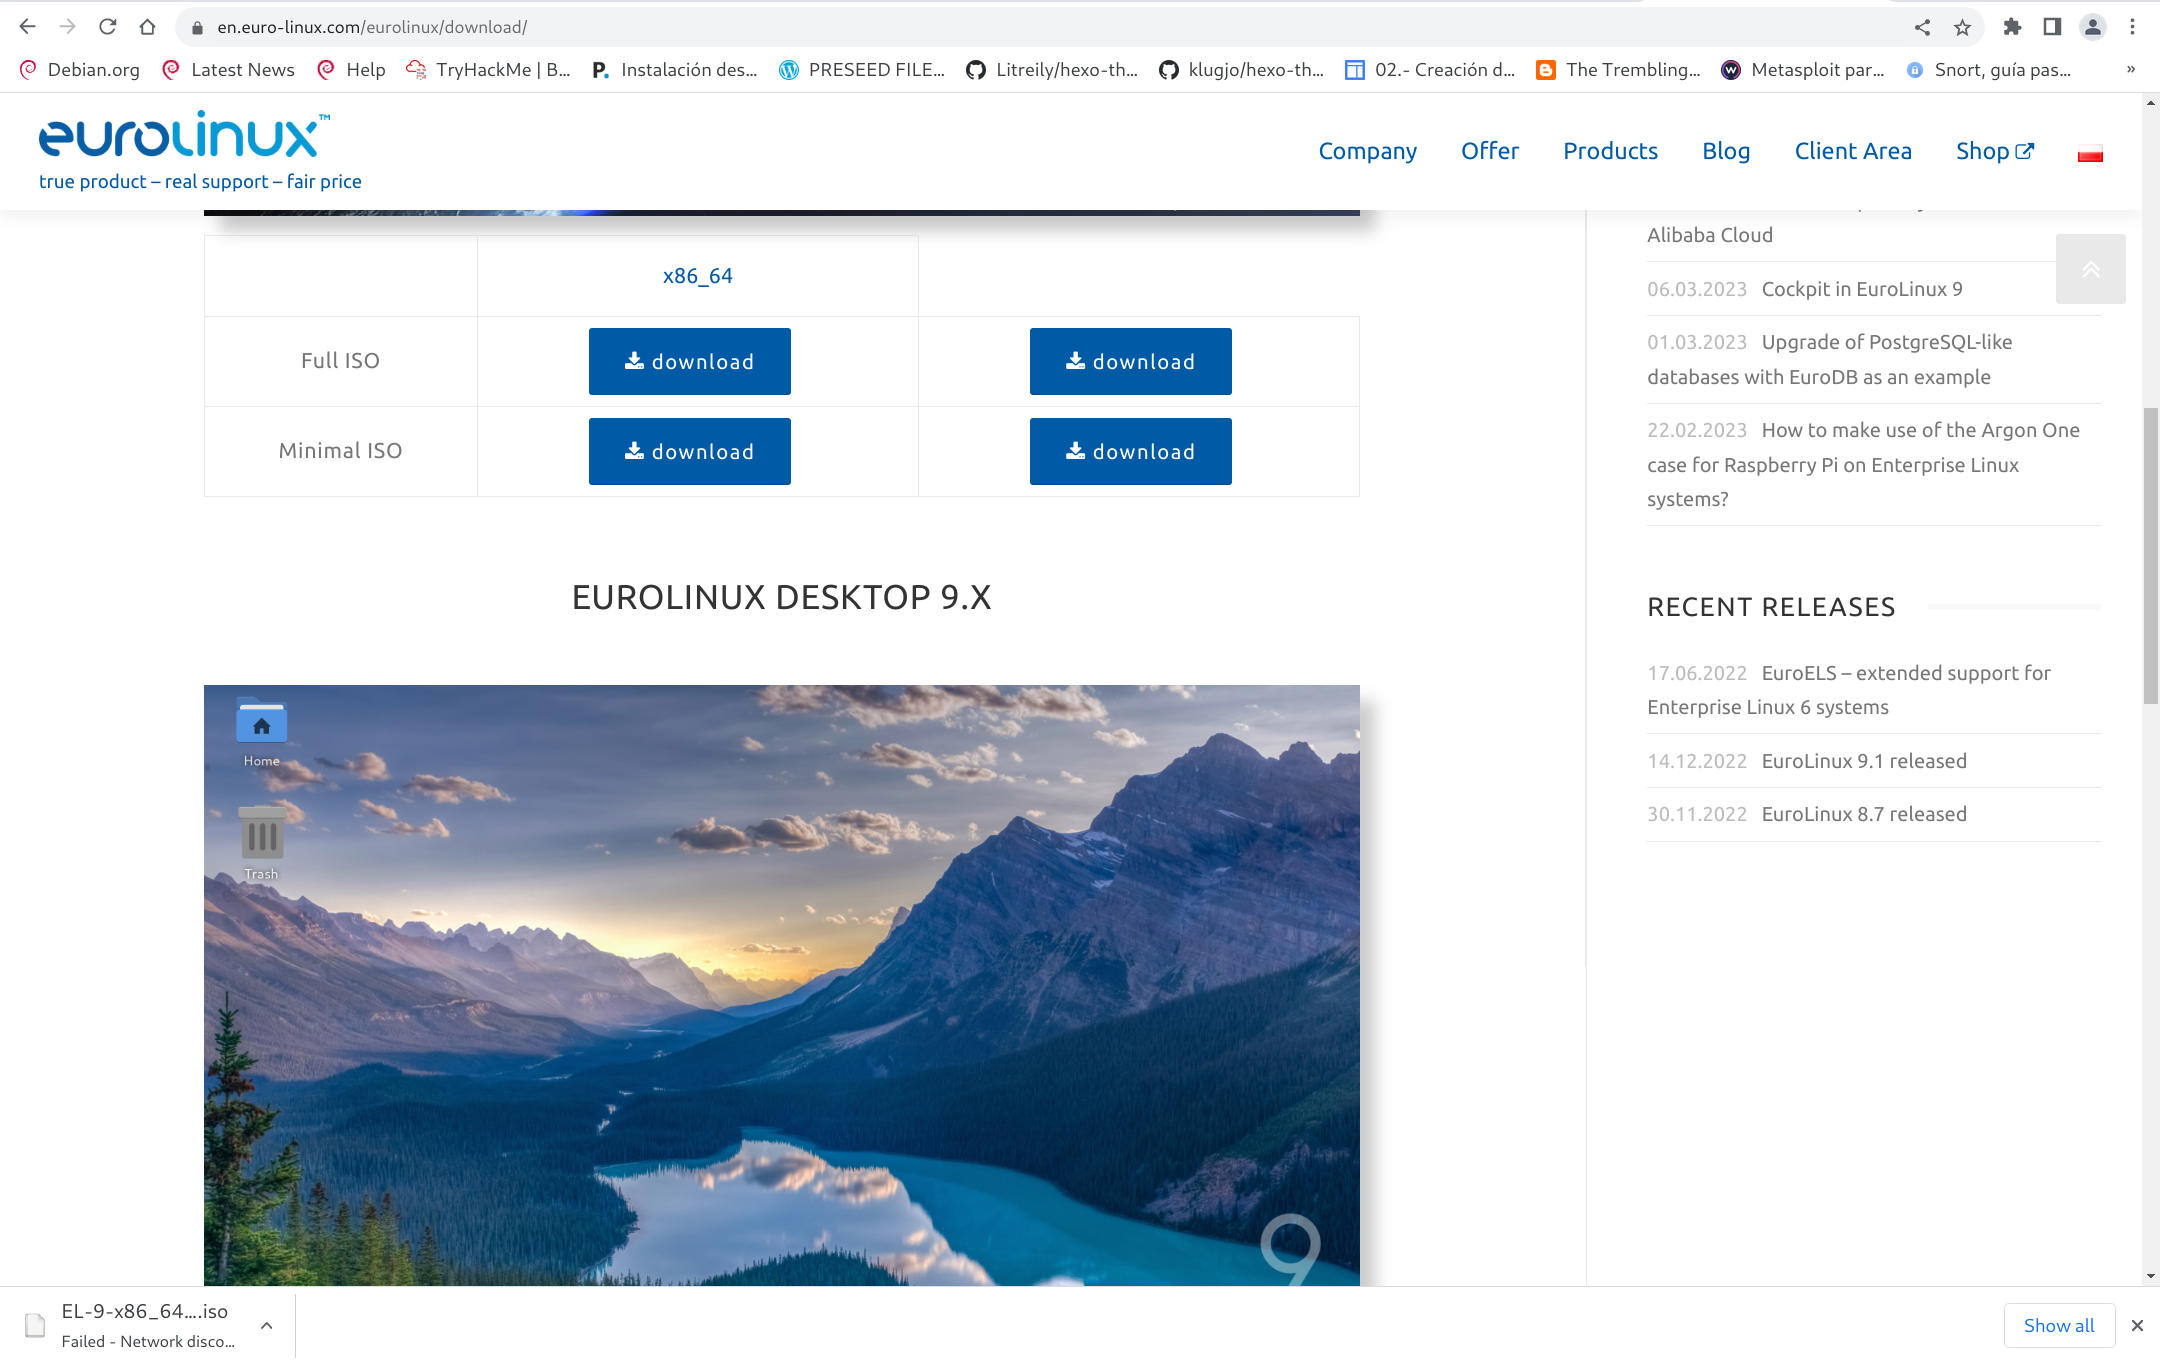 en.euro-linux.com/eurolinux/download/
Debian.org Latest News Help TryHackMe | B... Instalación des... PRESEED FILE... Litreily/hexo-th... klugjo/hexo-th... 02.- Creación d... The Trembling... Metasploit par... Snort, guía pas... »
eurolinux™
true product – real support – fair price
Company Offer Products Blog Client Area Shop
x86_64
Full ISO download download
Minimal ISO download download
EUROLINUX DESKTOP 9.X
Home
Trash
9
Alibaba Cloud
06.03.2023 Cockpit in EuroLinux 9
01.03.2023 Upgrade of PostgreSQL-like
databases with EuroDB as an example
22.02.2023 How to make use of the Argon One
case for Raspberry Pi on Enterprise Linux
systems?
RECENT RELEASES
17.06.2022 EuroELS – extended support for
Enterprise Linux 6 systems
14.12.2022 EuroLinux 9.1 released
30.11.2022 EuroLinux 8.7 released
EL-9-x86_64....iso
Failed - Network disco...
Show all